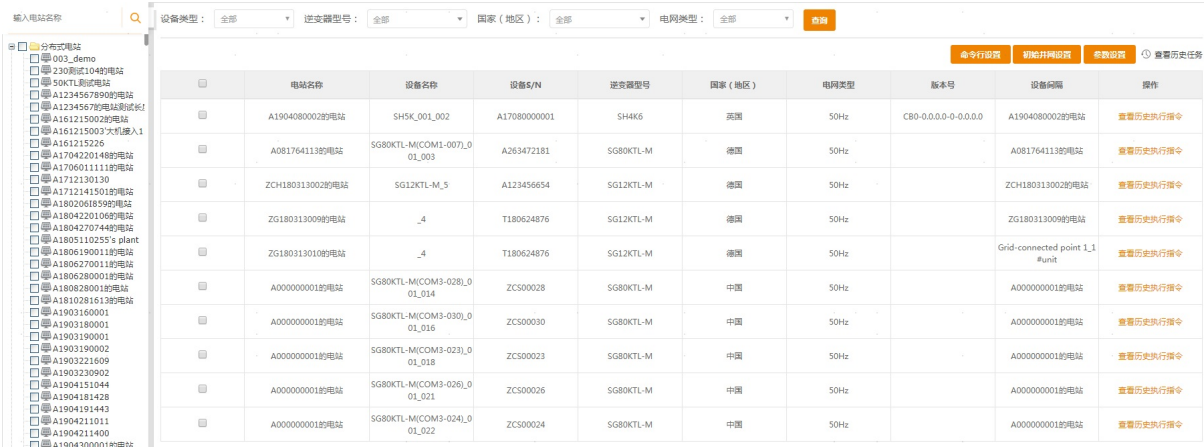 输入电站名称
设备类型： 全部 逆变器型号： 全部 国家（地区）： 全部 电网类型： 全部 查询
命令行设置 初始并网设置 参数设置 查看历史任务
分布式电站
003_demo
230测试104的电站
50KTL测试电站
A1234567890的电站
A1234567的电站测试长度
A161215002的电站
A161215003'大机接入1
A161215226
A1704220148的电站
A1706011111的电站
A1712130130
A1712141501的电站
A180206I859的电站
A1804220106的电站
A1804270744的电站
A1805110255's plant
A1806190011的电站
A1806270011的电站
A1806280001的电站
A180828001的电站
A1810281613的电站
A1903160001
A1903180001
A1903190001
A1903190002
A1903221609
A1903230902
A1904151044
A1904181428
A1904191443
A1904211011
A1904211400
A1904300001的电站
电站名称 设备名称 设备S/N 逆变器型号 国家（地区） 电网类型 版本号 设备间隔 操作
A1904080002的电站 SH5K_001_002 A17080000001 SH4K6 英国 50Hz CB0-0.0.0.0-0-0.0.0.0 A1904080002的电站 查看历史执行指令
A081764113的电站 SG80KTL-M(COM1-007)_0
01_003 A263472181 SG80KTL-M 德国 50Hz A081764113的电站 查看历史执行指令
ZCH180313002的电站 SG12KTL-M_5 A123456654 SG12KTL-M 德国 50Hz ZCH180313002的电站 查看历史执行指令
ZG180313009的电站 _4 T180624876 SG12KTL-M 德国 50Hz ZG180313009的电站 查看历史执行指令
ZG180313010的电站 _4 T180624876 SG12KTL-M 德国 50Hz Grid-connected point 1_1
#unit 查看历史执行指令
A000000001的电站 SG80KTL-M(COM3-028)_0
01_014 ZCS00028 SG80KTL-M 中国 50Hz A000000001的电站 查看历史执行指令
A000000001的电站 SG80KTL-M(COM3-030)_0
01_016 ZCS00030 SG80KTL-M 中国 50Hz A000000001的电站 查看历史执行指令
A000000001的电站 SG80KTL-M(COM3-023)_0
01_018 ZCS00023 SG80KTL-M 中国 50Hz A000000001的电站 查看历史执行指令
A000000001的电站 SG80KTL-M(COM3-026)_0
01_021 ZCS00026 SG80KTL-M 中国 50Hz A000000001的电站 查看历史执行指令
A000000001的电站 SG80KTL-M(COM3-024)_0
01_022 ZCS00024 SG80KTL-M 中国 50Hz A000000001的电站 查看历史执行指令